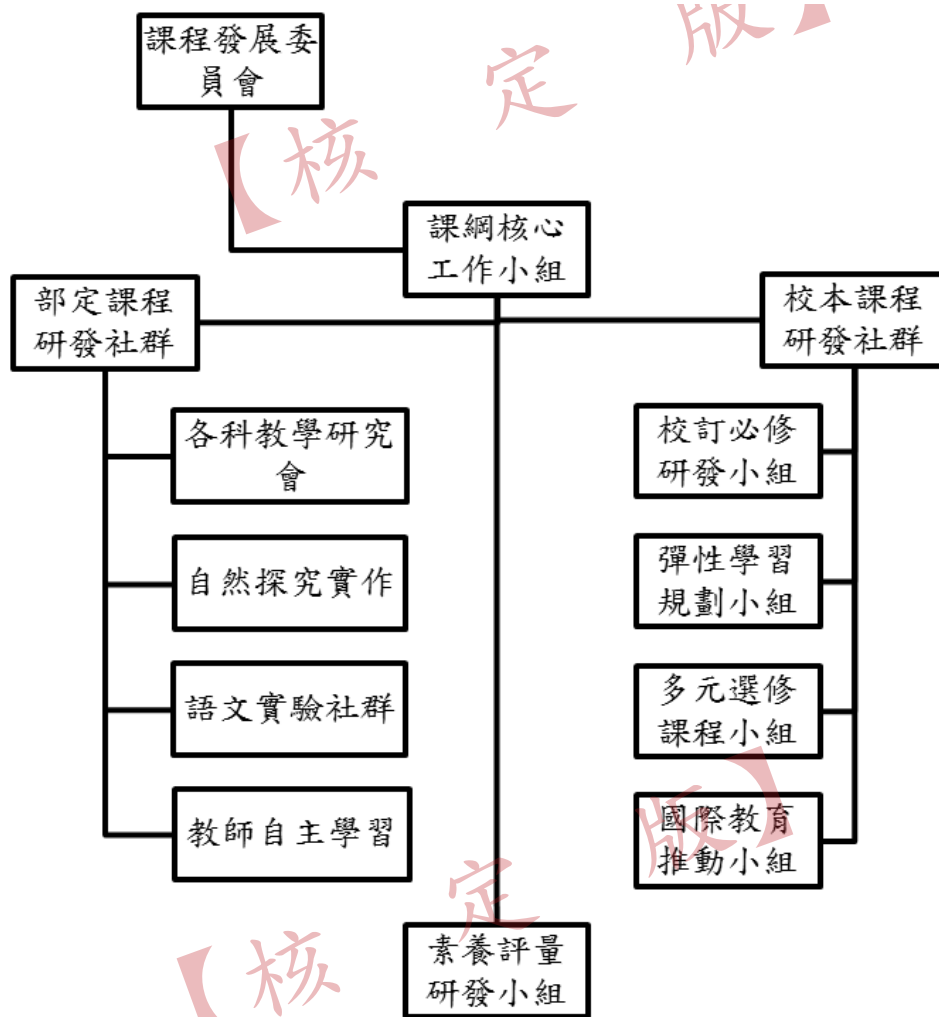 課程發展委
員會
【核 定 版】
課綱核心
工作小組
部定課程
研發社群
校本課程
研發社群
各科教學研究
會
自然探究實作
語文實驗社群
教師自主學習
校訂必修
研發小組
彈性學習
規劃小組
多元選修
課程小組
國際教育
推動小組
【核 定 版】
素養評量
研發小組